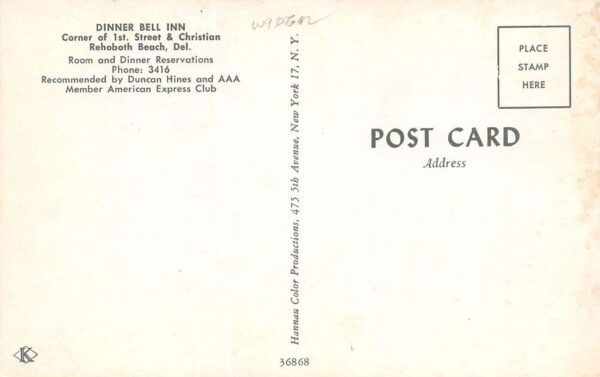 DINNER BELL INN
Corner of 1st. Street & Christian
Rehoboth Beach, Del.
Room and Dinner Reservations
Phone: 3416
Recommended by Duncan Hines and AAA
Member American Express Club
Hannau Color Productions, 475 5th Avenue, New York 17, N. Y.
36868
PLACE
STAMP
HERE
POST CARD
Address
K